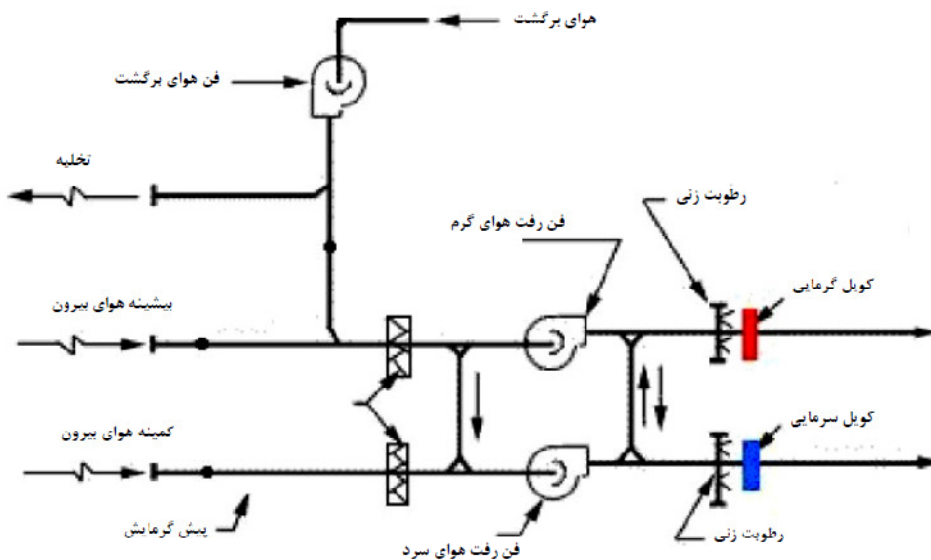 هوای برگشت
فن هوای برگشت
تخلیه
رطوبت زنی
فن رفت هوای گرم
کویل گرمایی
بیشینه هوای بیرون
کویل سرمایی
کمینه هوای بیرون
پیش گرمایش
رطوبت زنی
فن رفت هوای سرد